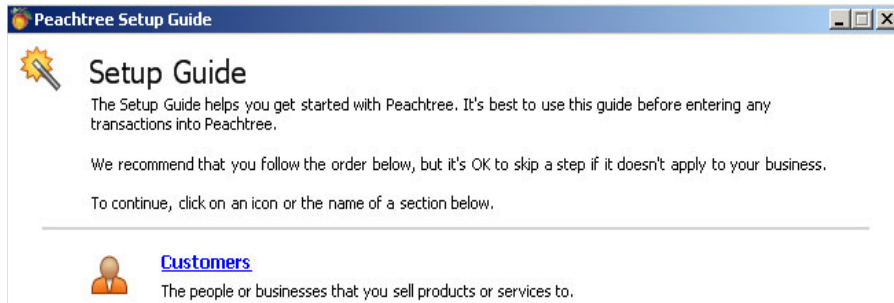 Peachtree Setup Guide
Setup Guide
The Setup Guide helps you get started with Peachtree. It's best to use this guide before entering any
transactions into Peachtree.
We recommend that you follow the order below, but it's OK to skip a step if it doesn't apply to your business.
To continue, click on an icon or the name of a section below.
Customers
The people or businesses that you sell products or services to.